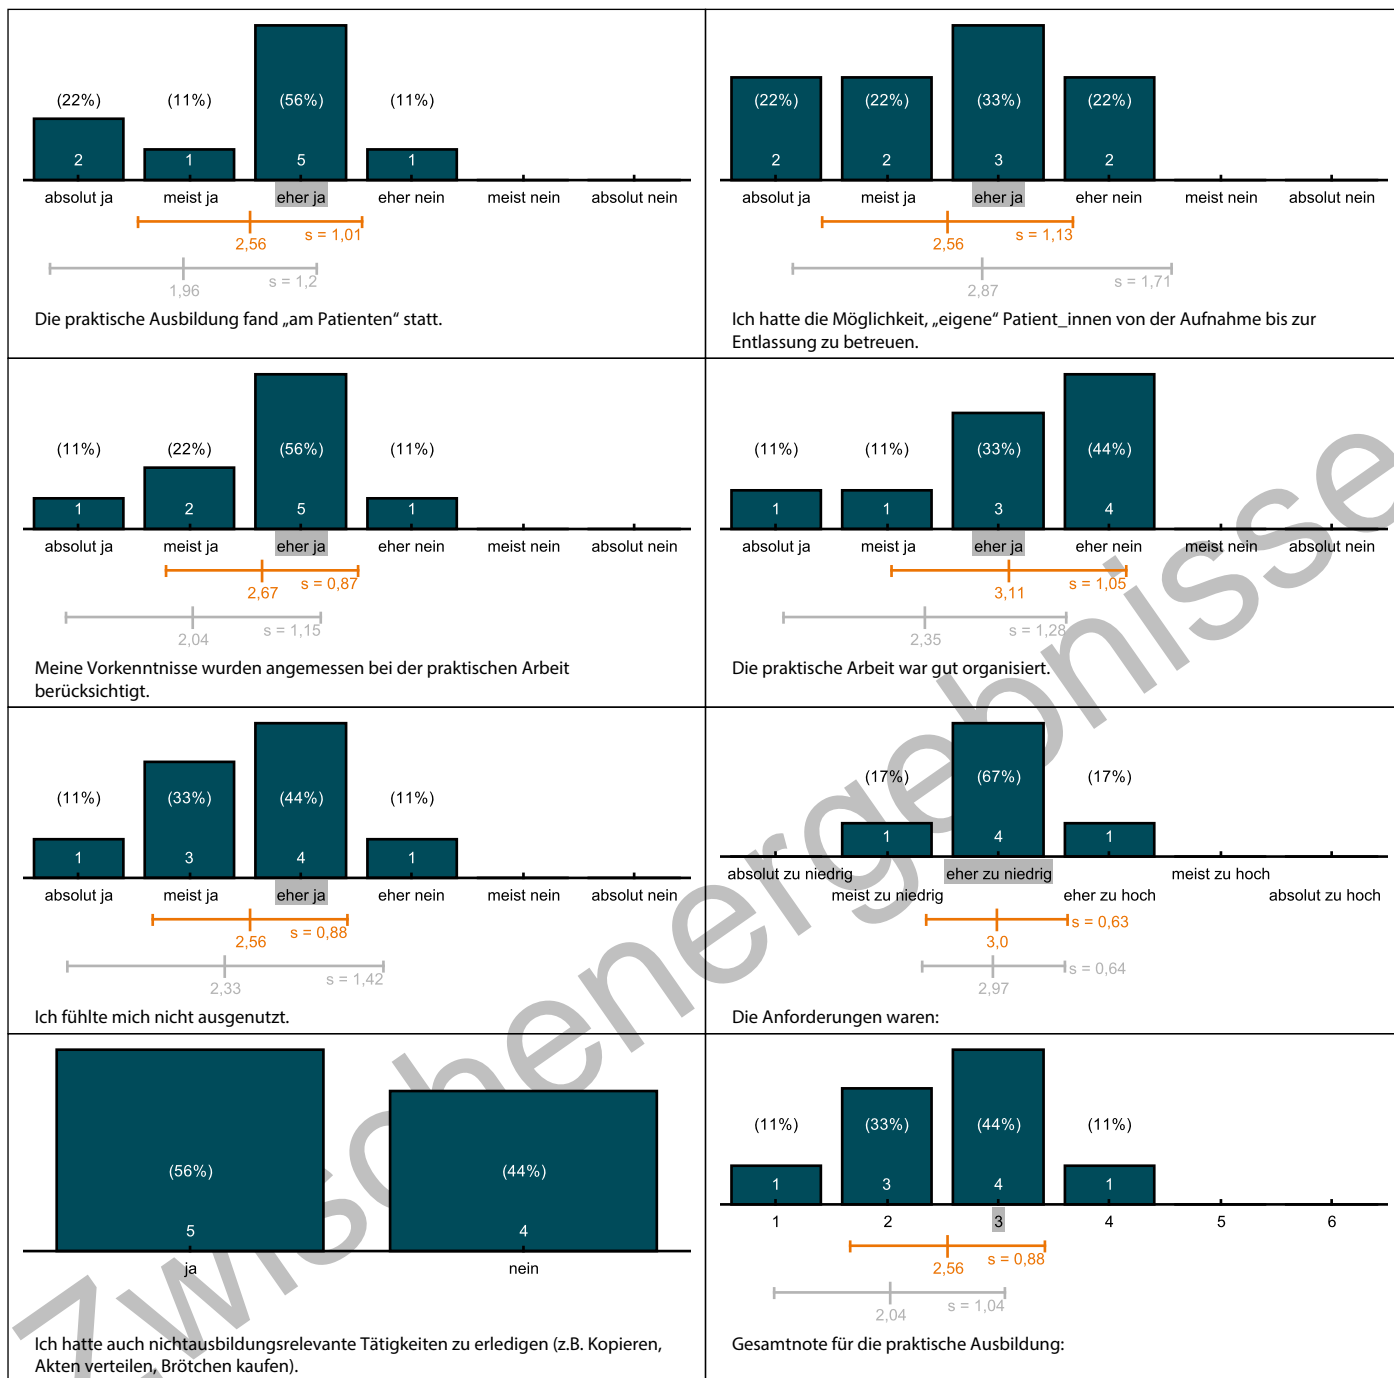 (22%) (11%) (56%) (11%)
2 1 5 1
absolut ja meist ja eher ja eher nein meist nein absolut nein
2,56 s = 1,01
1,96 s = 1,2
Die praktische Ausbildung fand „am Patienten“ statt.
(22%) (22%) (33%) (22%)
2 2 3 2
absolut ja meist ja eher ja eher nein meist nein absolut nein
2,56 s = 1,13
2,87 s = 1,71
Ich hatte die Möglichkeit, „eigene“ Patient_innen von der Aufnahme bis zur
Entlassung zu betreuen.
(11%) (22%) (56%) (11%)
1 2 5 1
absolut ja meist ja eher ja eher nein meist nein absolut nein
2,67 s = 0,87
2,04 s = 1,15
Meine Vorkenntnisse wurden angemessen bei der praktischen Arbeit
berücksichtigt.
(11%) (11%) (33%) (44%)
1 1 3 4
absolut ja meist ja eher ja eher nein meist nein absolut nein
3,11 s = 1,05
2,35 s = 1,28
Die praktische Arbeit war gut organisiert.
(11%) (33%) (44%) (11%)
1 3 4 1
absolut ja meist ja eher ja eher nein meist nein absolut nein
2,56 s = 0,88
2,33 s = 1,42
Ich fühlte mich nicht ausgenutzt.
(17%) (67%) (17%)
1 4 1
absolut zu niedrig eher zu niedrig meist zu hoch
meist zu niedrig eher zu hoch absolut zu hoch
3,0 s = 0,63
2,97 s = 0,64
Die Anforderungen waren:
(56%) (44%)
5 4
ja nein
Ich hatte auch nichtausbildungsrelevante Tätigkeiten zu erledigen (z.B. Kopieren,
Akten verteilen, Brötchen kaufen).
(11%) (33%) (44%) (11%)
1 3 4 1
1 2 3 4 5 6
2,56 s = 0,88
2,04 s = 1,04
Gesamtnote für die praktische Ausbildung:
Zwischenergebnisse